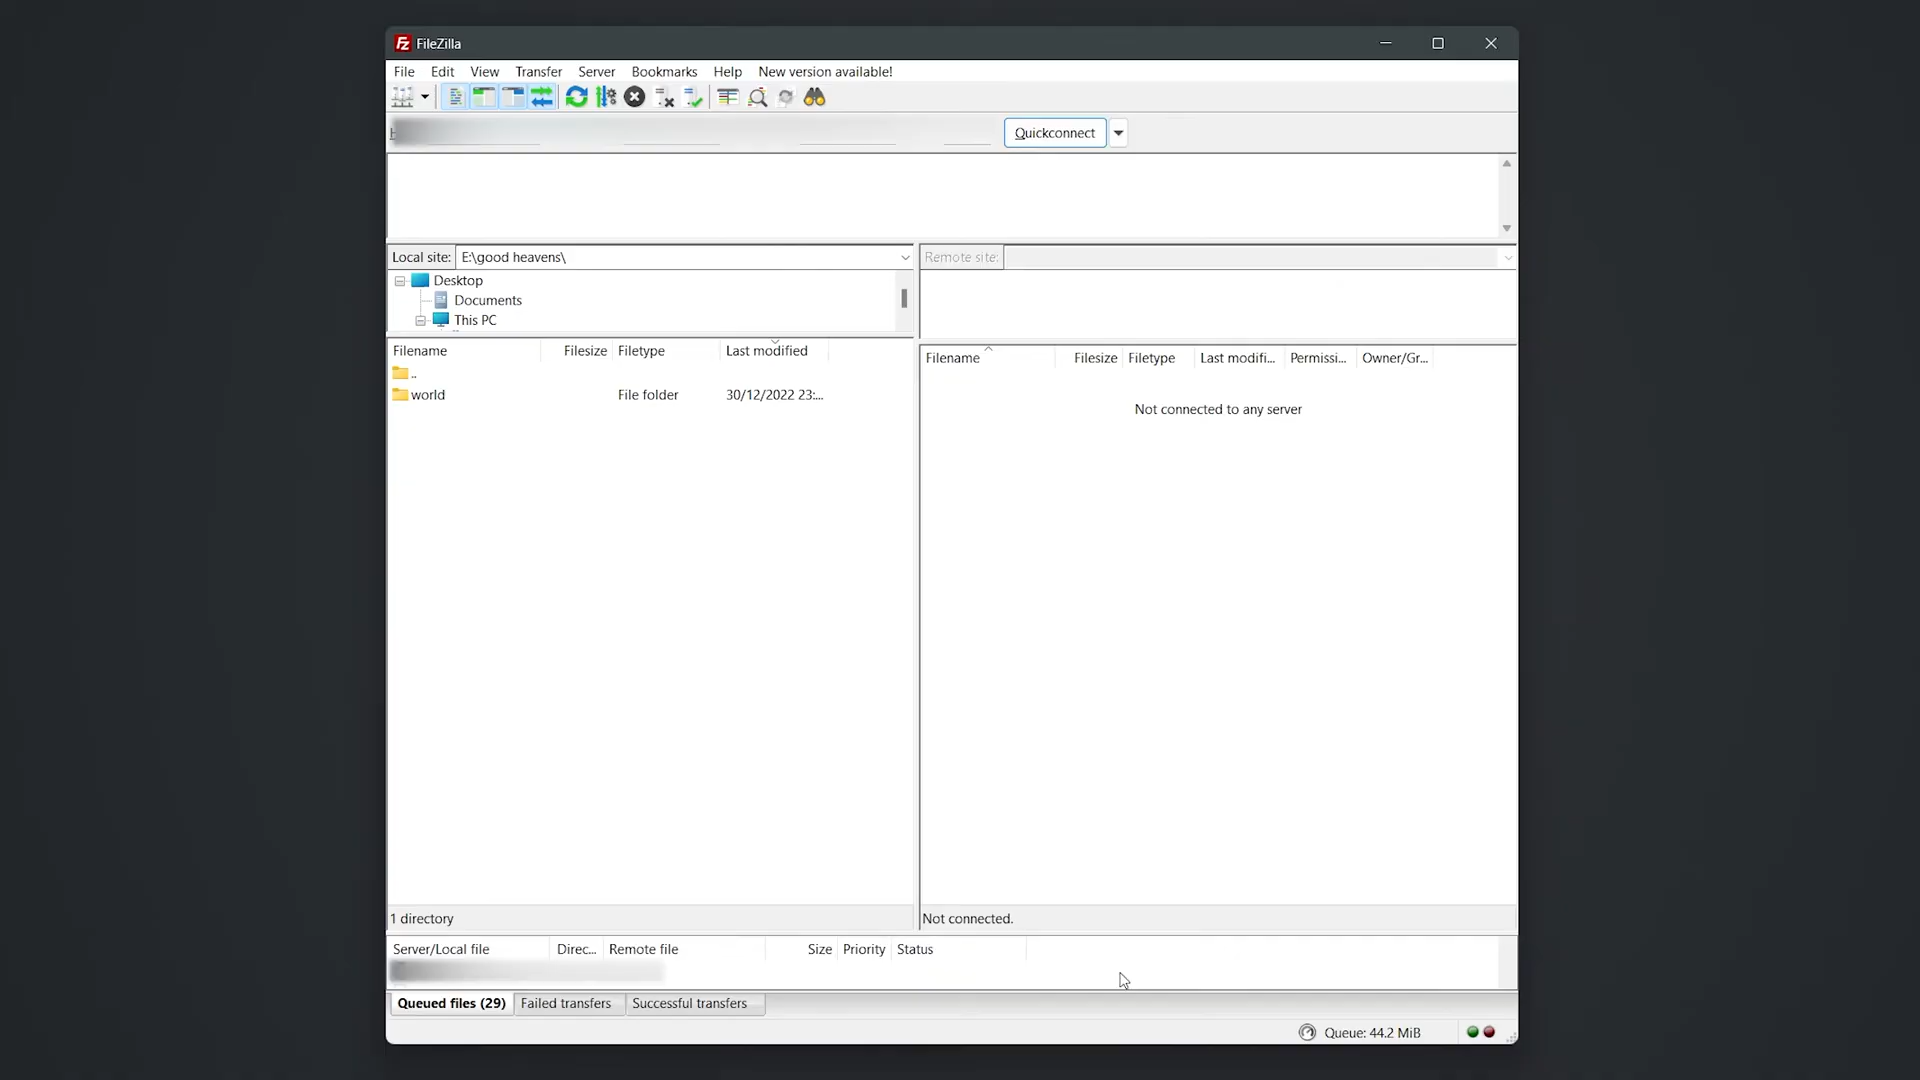 FileZilla
File Edit View Transfer Server Bookmarks Help New version available!
Quickconnect
Local site: E:\good heavens\
Remote site:
Desktop
Documents
This PC
Filename Filesize Filetype Last modified
..
world File folder 30/12/2022 23:...
Filename Filesize Filetype Last modifi... Permissi... Owner/Gr...
Not connected to any server
1 directory
Not connected.
Server/Local file Direc... Remote file Size Priority Status
Queued files (29) Failed transfers Successful transfers
Queue: 44.2 MiB